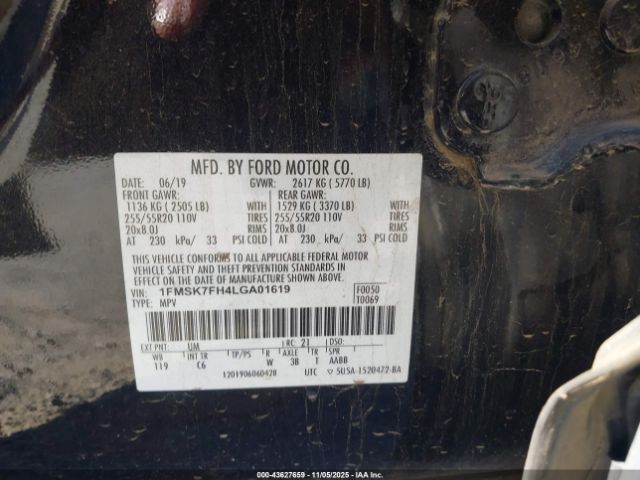 MFD. BY FORD MOTOR CO.
DATE: 06/19 GVWR: 2617 KG ( 5770 LB)
FRONT GAWR: REAR GAWR:
1136 KG ( 2505 LB) WITH 1529 KG ( 3370 LB) WITH
255/55R20 110V TIRES 255/55R20 110V TIRES
20x8.0J RIMS 20x8.0J RIMS
AT 230 kPa/ 33 PSI COLD AT 230 kPa/ 33 PSI COLD
THIS VEHICLE CONFORMS TO ALL APPLICABLE FEDERAL MOTOR
VEHICLE SAFETY AND THEFT PREVENTION STANDARDS IN
EFFECT ON THE DATE OF MANUFACTURE SHOWN ABOVE.
VIN: 1FMSK7FH4LGA01619 F0050
TYPE: MPV T0069
EXT PNT: UM RC: 21 DSO:
WB INT TR TP/PS R AXLE TR SPR
119 C6 W 3B T AABB
1201906060428 UTC ▽ 5U5A-1520472-BA
000-43627659 - 11/05/2025 - IAA Inc.